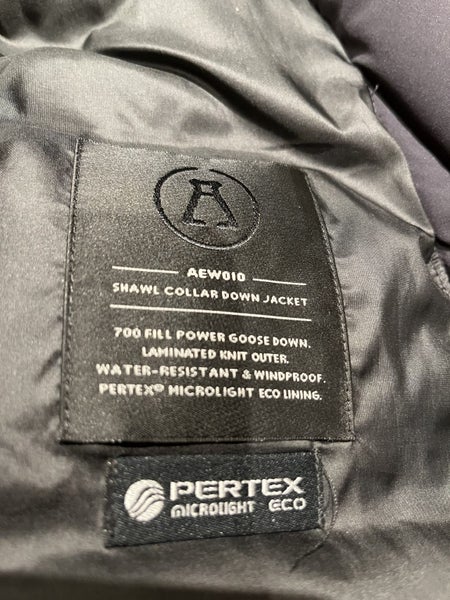 AEW010
SHAWL COLLAR DOWN JACKET
700 FILL POWER GOOSE DOWN.
LAMINATED KNIT OUTER.
WATER-RESISTANT & WINDPROOF.
PERTEX® MICROLIGHT ECO LINING.
PERTEX
MICROLIGHT ECO